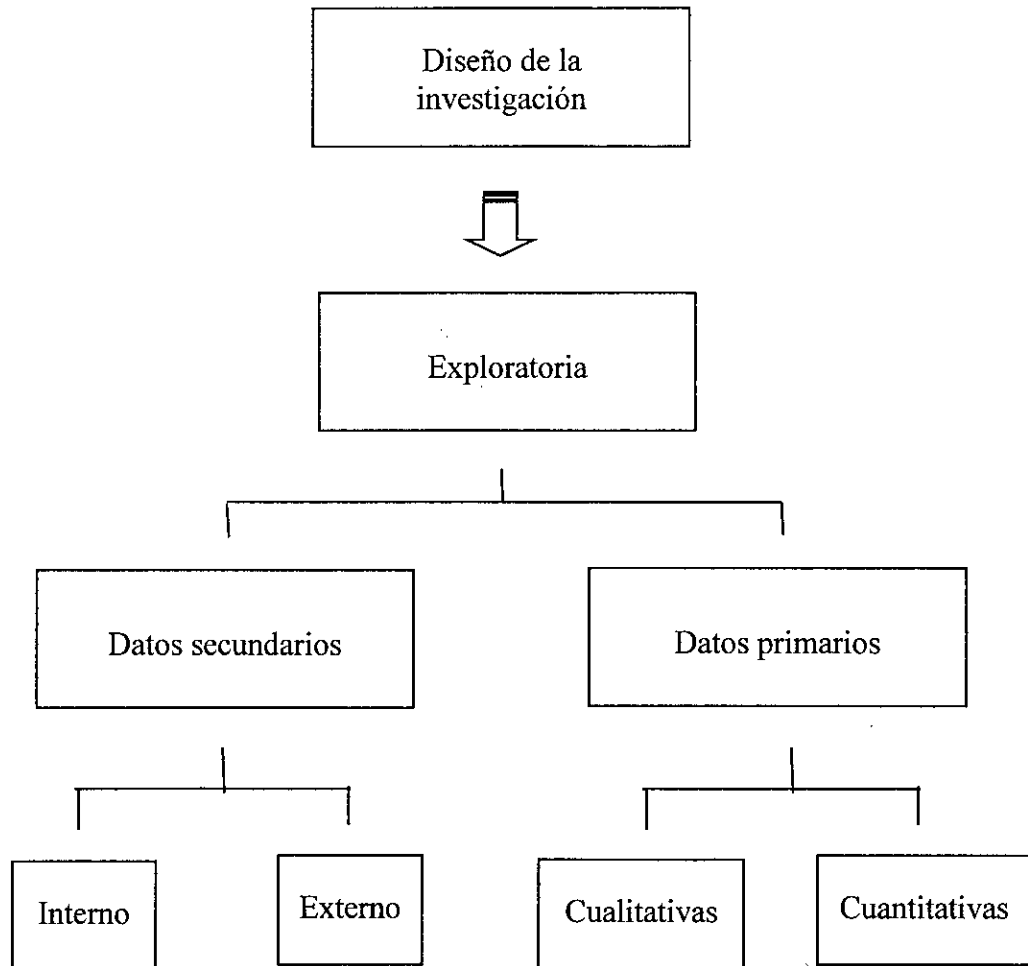 Diseño de la
investigación
Exploratoria
Datos secundarios
Datos primarios
Interno
Externo
Cualitativas
Cuantitativas